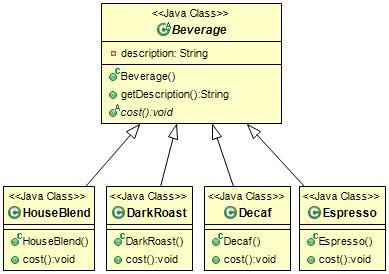 <<Java Class>>
Beverage
description: String
Beverage()
getDescription():String
cost():void
<<Java Class>>
HouseBlend
HouseBlend()
cost():void
<<Java Class>>
DarkRoast
DarkRoast()
cost():void
<<Java Class>>
Decaf
Decaf()
cost():void
<<Java Class>>
Espresso
Espresso()
cost():void